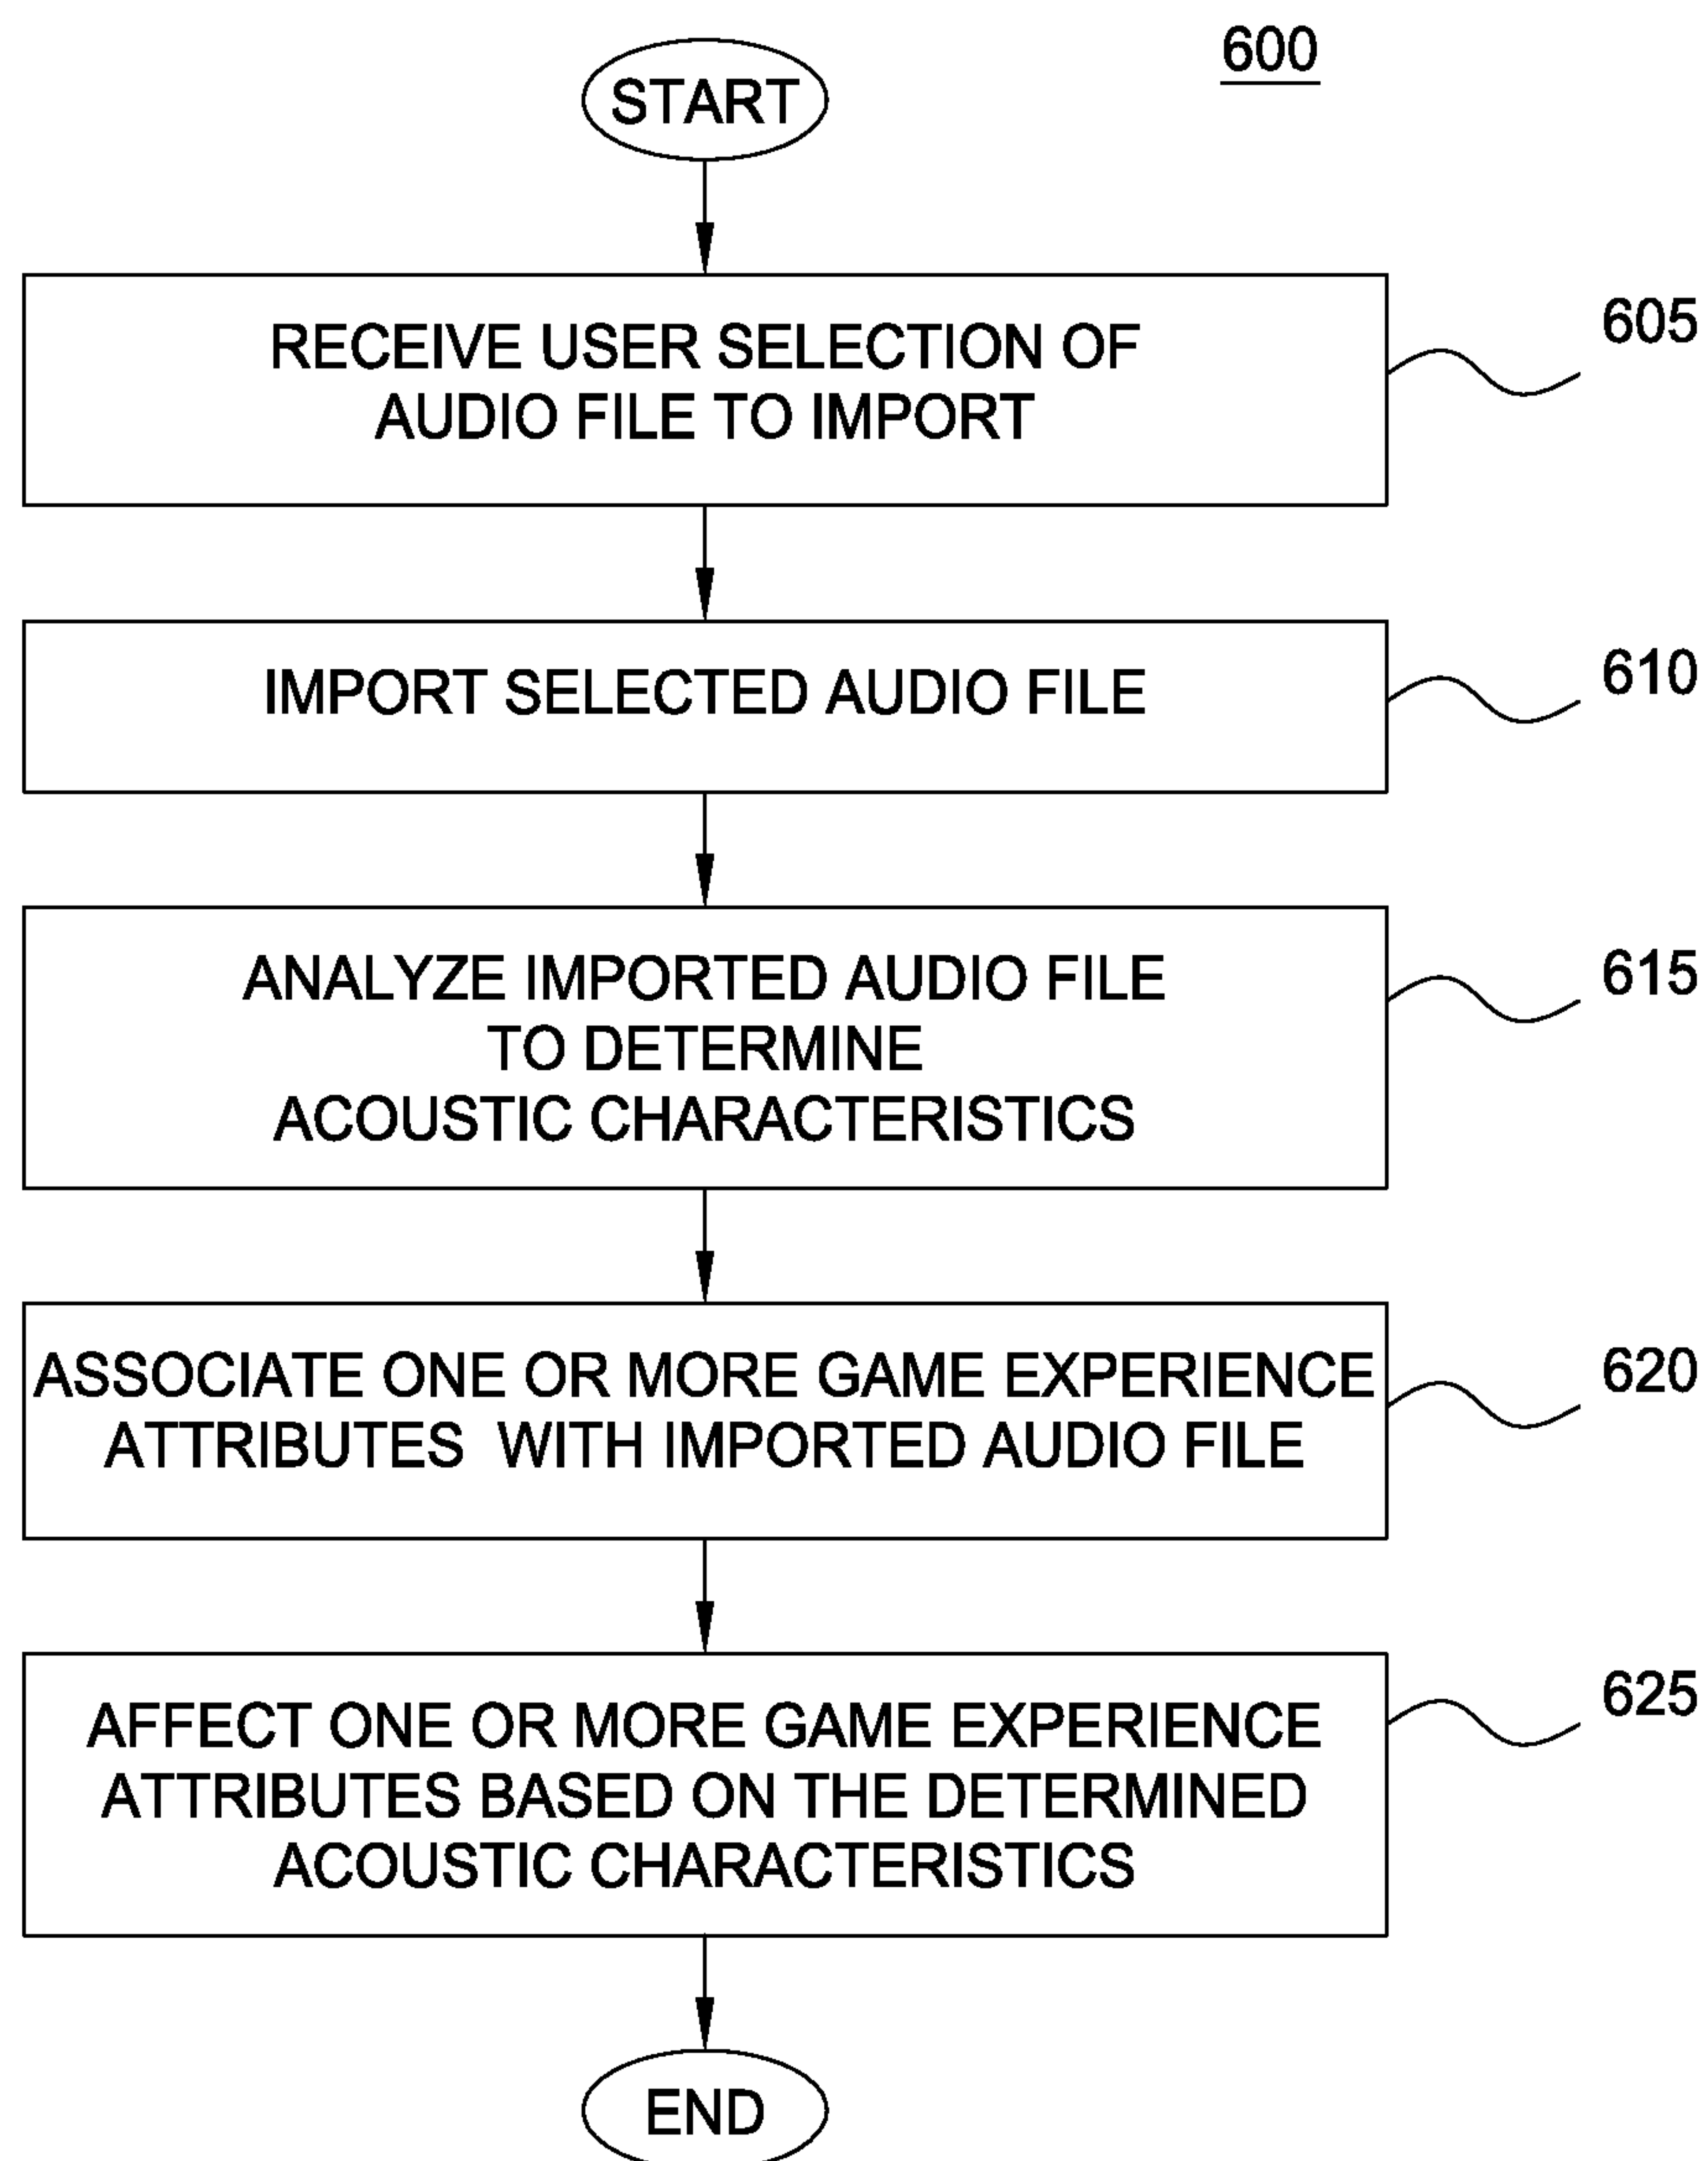 600
START
RECEIVE USER SELECTION OF
AUDIO FILE TO IMPORT
605
IMPORT SELECTED AUDIO FILE
610
ANALYZE IMPORTED AUDIO FILE
TO DETERMINE
ACOUSTIC CHARACTERISTICS
615
ASSOCIATE ONE OR MORE GAME EXPERIENCE
ATTRIBUTES WITH IMPORTED AUDIO FILE
620
AFFECT ONE OR MORE GAME EXPERIENCE
ATTRIBUTES BASED ON THE DETERMINED
ACOUSTIC CHARACTERISTICS
625
END